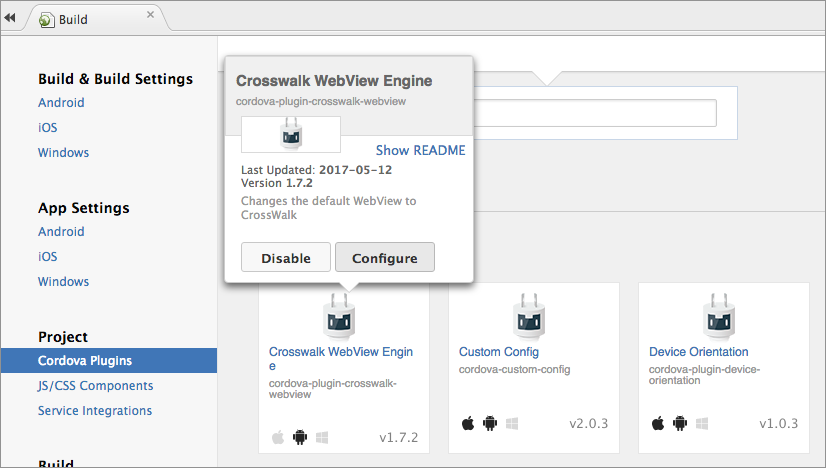 Build
Build & Build Settings
Android
iOS
Windows
App Settings
Android
iOS
Windows
Project
Cordova Plugins
JS/CSS Components
Service Integrations
Build
Crosswalk WebView Engine
cordova-plugin-crosswalk-webview
Show README
Last Updated: 2017-05-12
Version 1.7.2
Changes the default WebView to
CrossWalk
Disable
Configure
Crosswalk WebView Engin
e
cordova-plugin-crosswalk-
webview
v1.7.2
Custom Config
cordova-custom-config
v2.0.3
Device Orientation
cordova-plugin-device-
orientation
v1.0.3